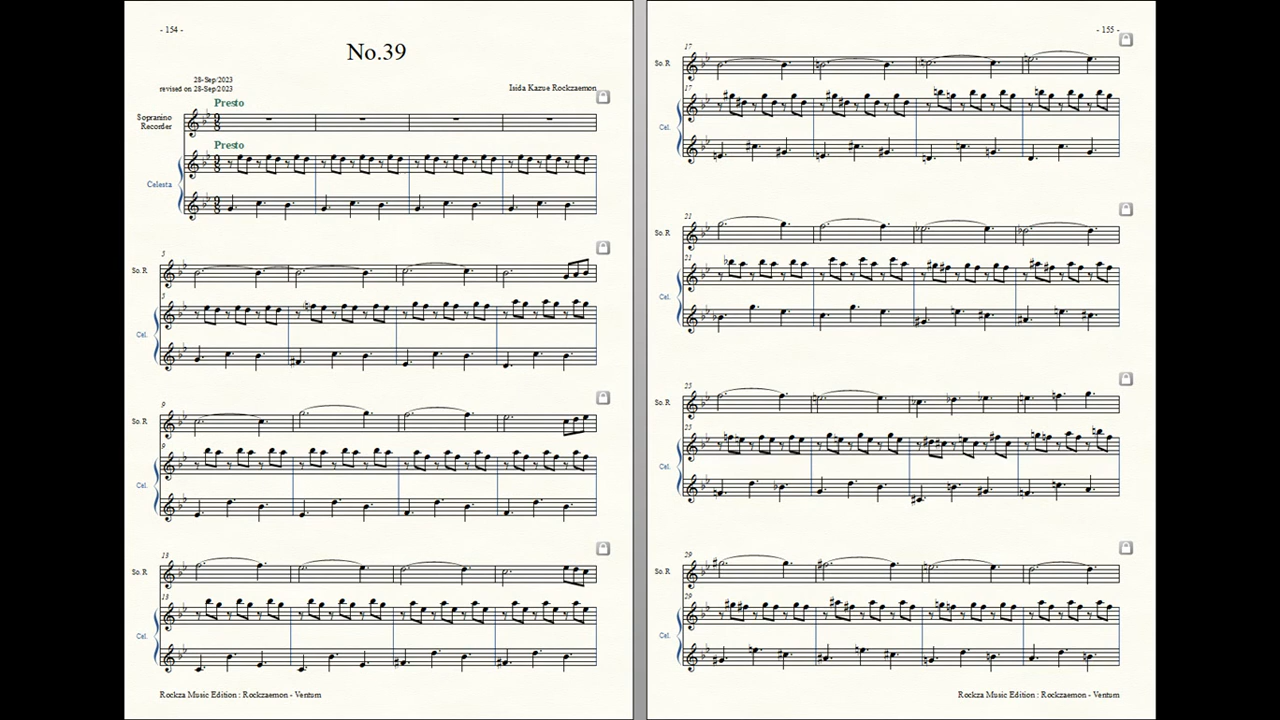 - 154 -
No.39
28-Sep/2023
revised on 28-Sep/2023
Isida Kazue Rockzaemon
Presto
Sopranino
Recorder
Presto
Celesta
5
So.R
5
Cel.
9
So.R
9
Cel.
13
So.R
13
Cel.
Rockza Music Edition : Rockzaemon - Ventum
- 155 -
17
So.R
17
Cel.
21
So.R
21
Cel.
25
So.R
25
Cel.
29
So.R
29
Cel.
Rockza Music Edition : Rockzaemon - Ventum